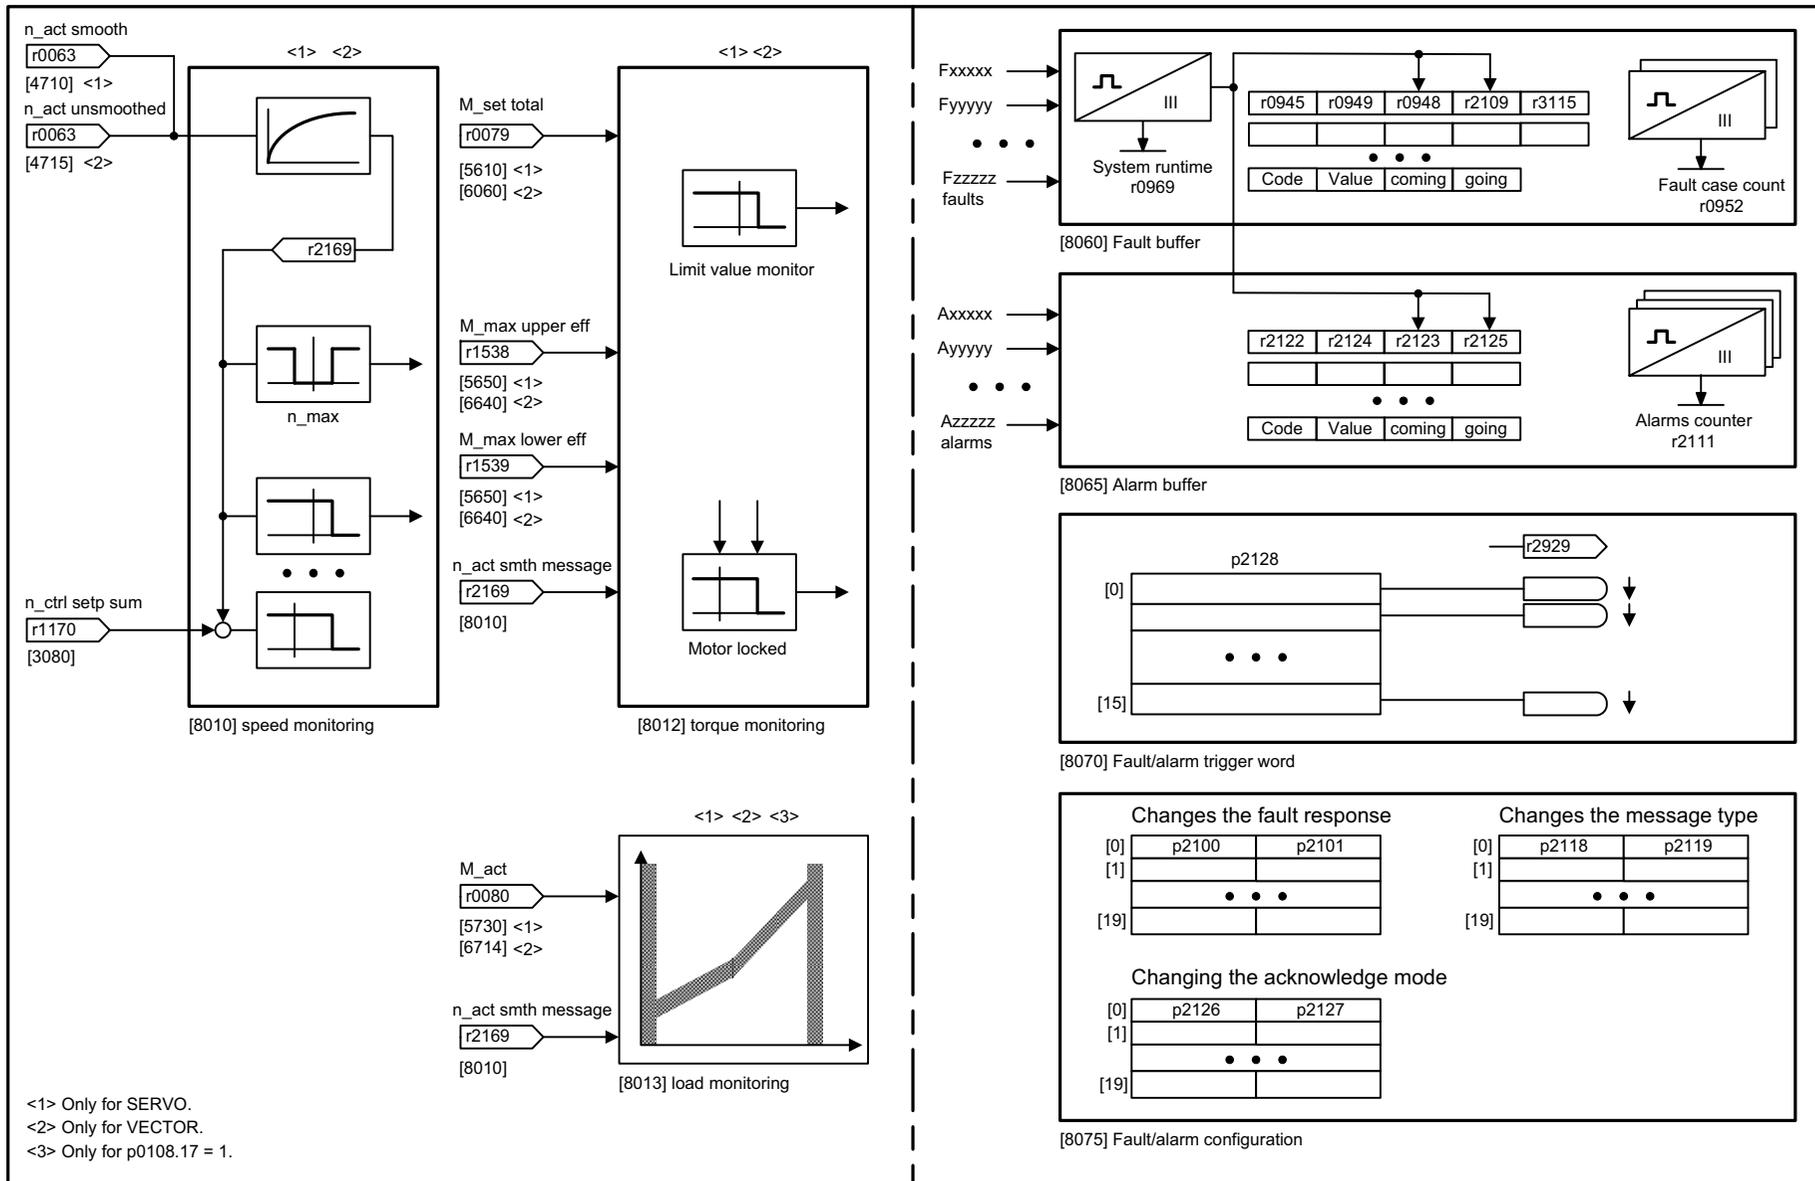 n_act smooth
r0063
[4710] <1>
n_act unsmoothed
r0063
[4715] <2>
<1> <2>
r2169
n_max
n_ctrl setp sum
r1170
[3080]
[8010] speed monitoring
<1> <2>
M_set total
r0079
[5610] <1>
[6060] <2>
Limit value monitor
M_max upper eff
r1538
[5650] <1>
[6640] <2>
M_max lower eff
r1539
[5650] <1>
[6640] <2>
n_act smth message
r2169
[8010]
Motor locked
[8012] torque monitoring
<1> <2> <3>
M_act
r0080
[5730] <1>
[6714] <2>
n_act smth message
r2169
[8010]
[8013] load monitoring
<1> Only for SERVO.
<2> Only for VECTOR.
<3> Only for p0108.17 = 1.
Fxxxxx
Fyyyyy
Fzzzzz
faults
III
System runtime
r0969
r0945 r0949 r0948 r2109 r3115
Code Value coming going
III
Fault case count
r0952
[8060] Fault buffer
Axxxxx
Ayyyyy
Azzzzz
alarms
r2122 r2124 r2123 r2125
Code Value coming going
III
Alarms counter
r2111
[8065] Alarm buffer
p2128
r2929
[0]
[15]
[8070] Fault/alarm trigger word
Changes the fault response
[0] p2100 p2101
[1]
[19]
Changes the message type
[0] p2118 p2119
[1]
[19]
Changing the acknowledge mode
[0] p2126 p2127
[1]
[19]
[8075] Fault/alarm configuration